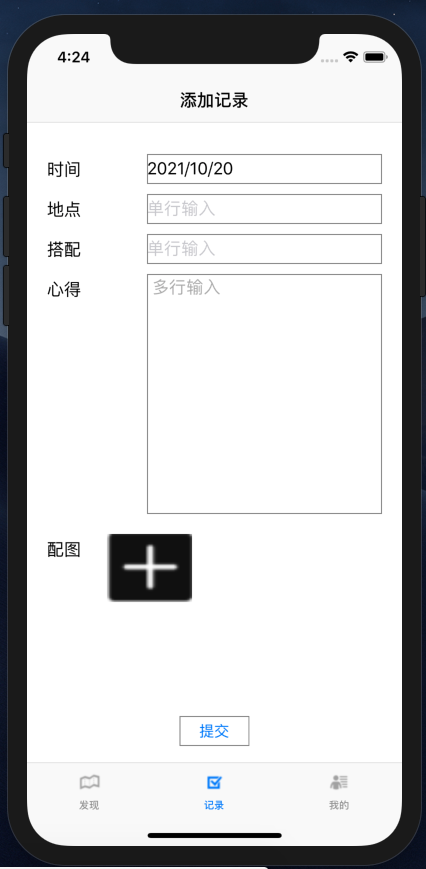 4:24
添加记录
时间 2021/10/20
地点 单行输入
搭配 单行输入
心得 多行输入
配图
提交
发现 记录 我的